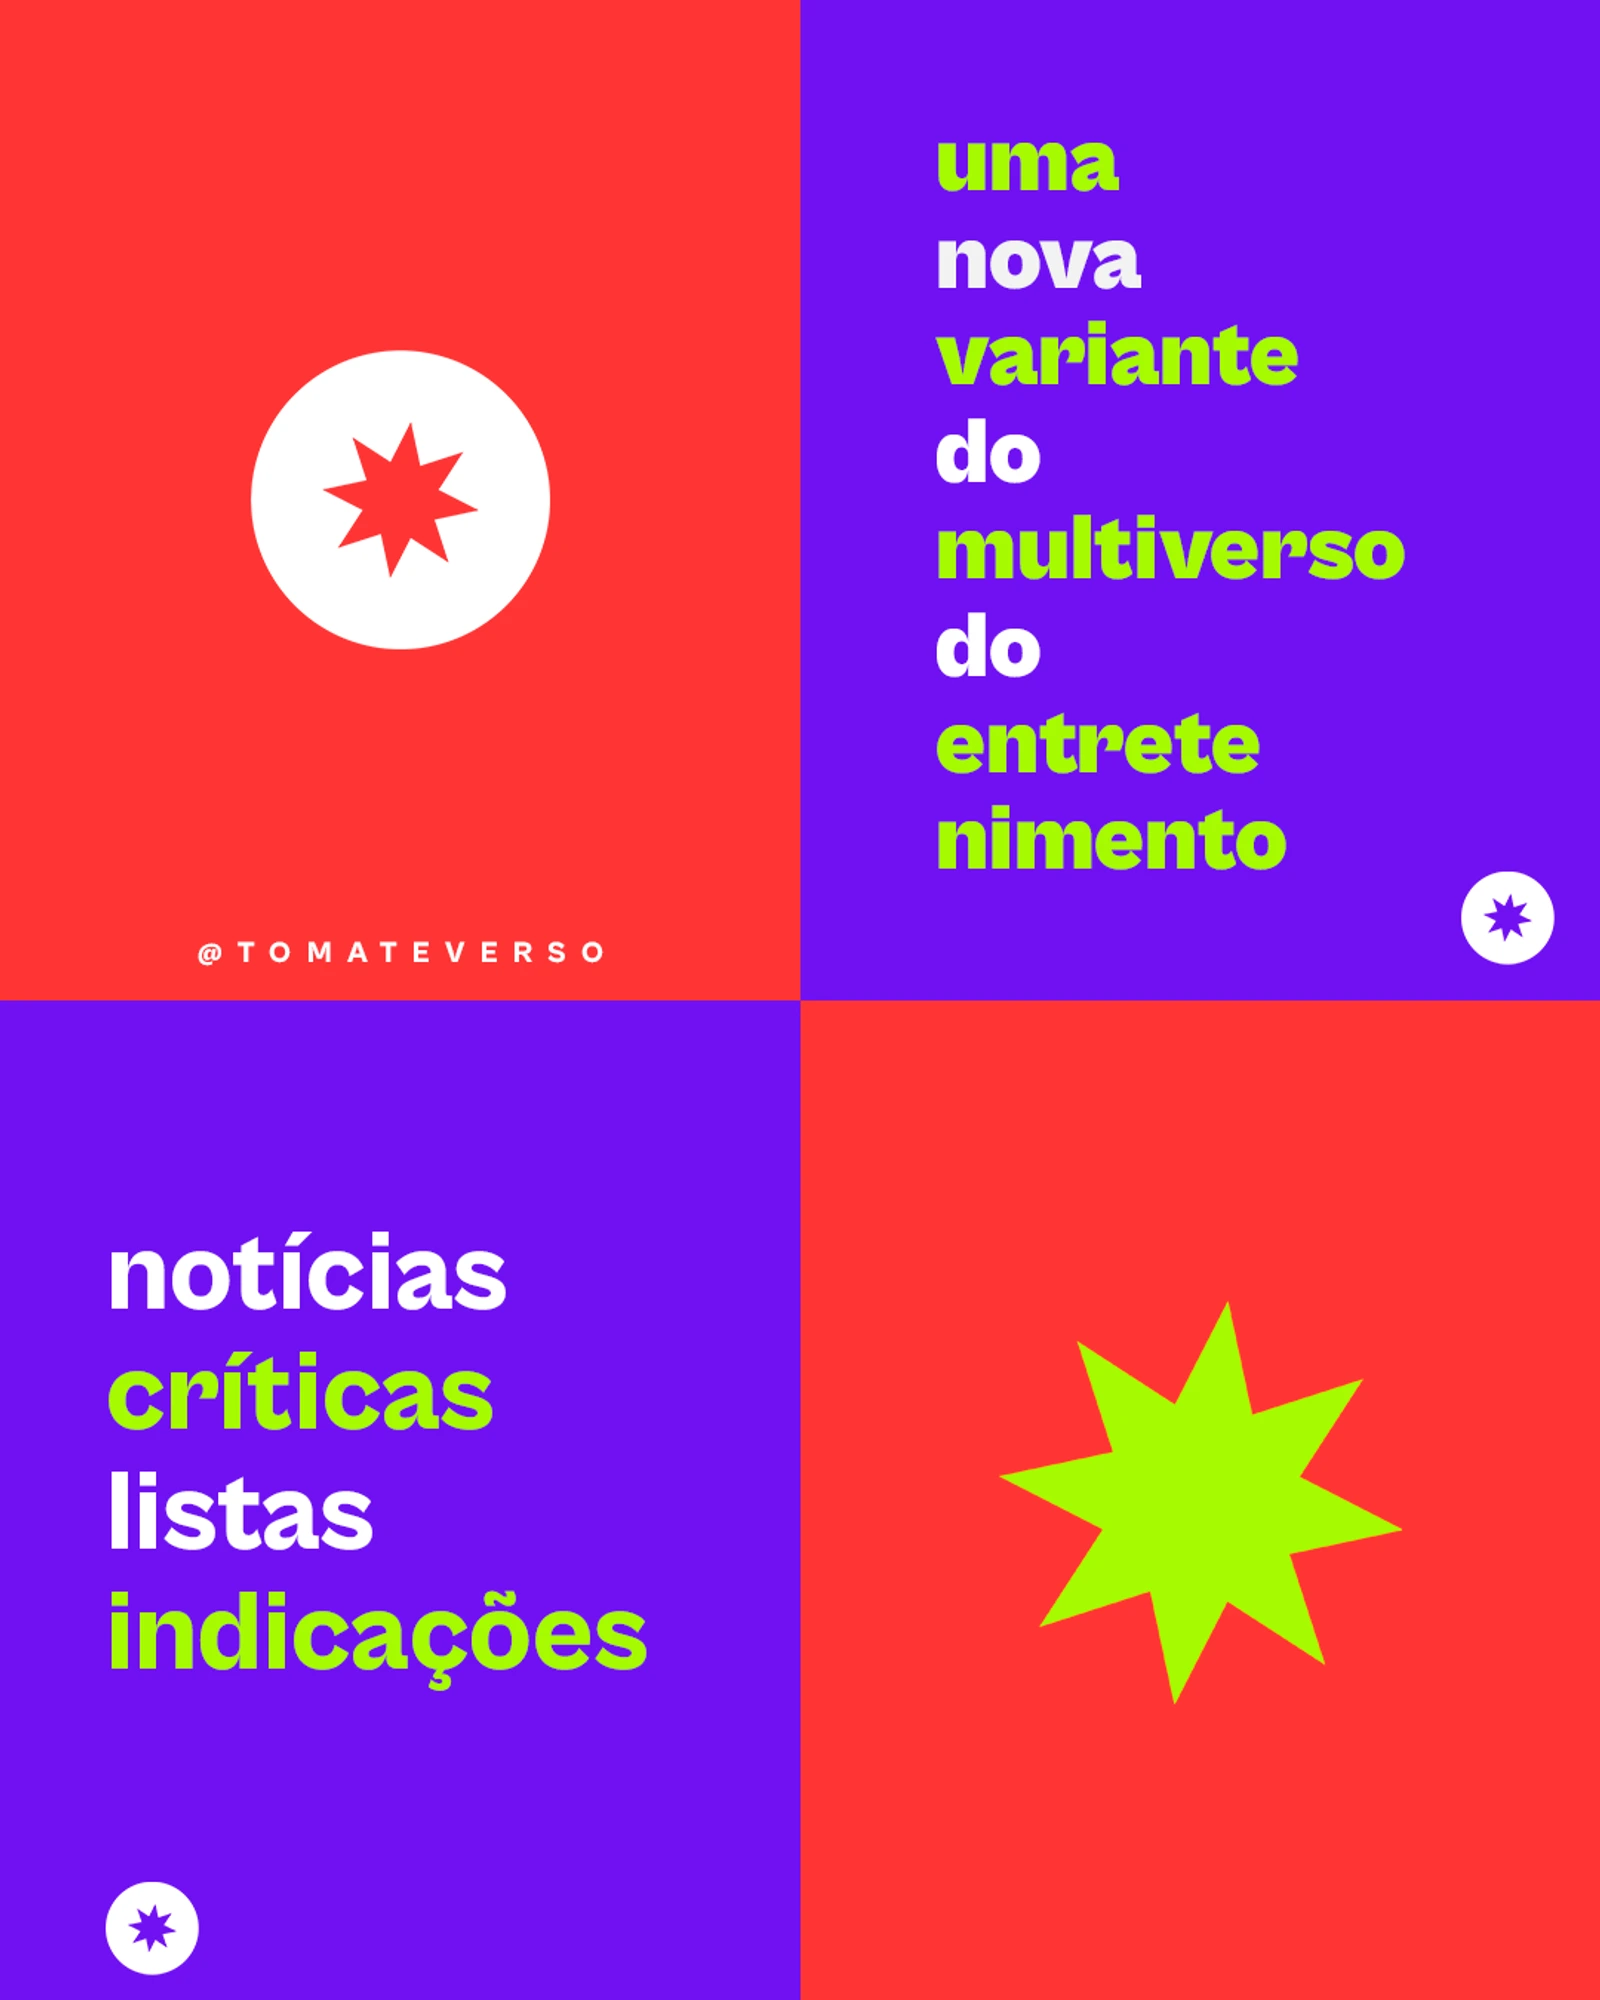 @TOMATEVERSO
uma
nova
variante
do
multiverso
do
entrete
nimento
notícias
críticas
listas
indicações